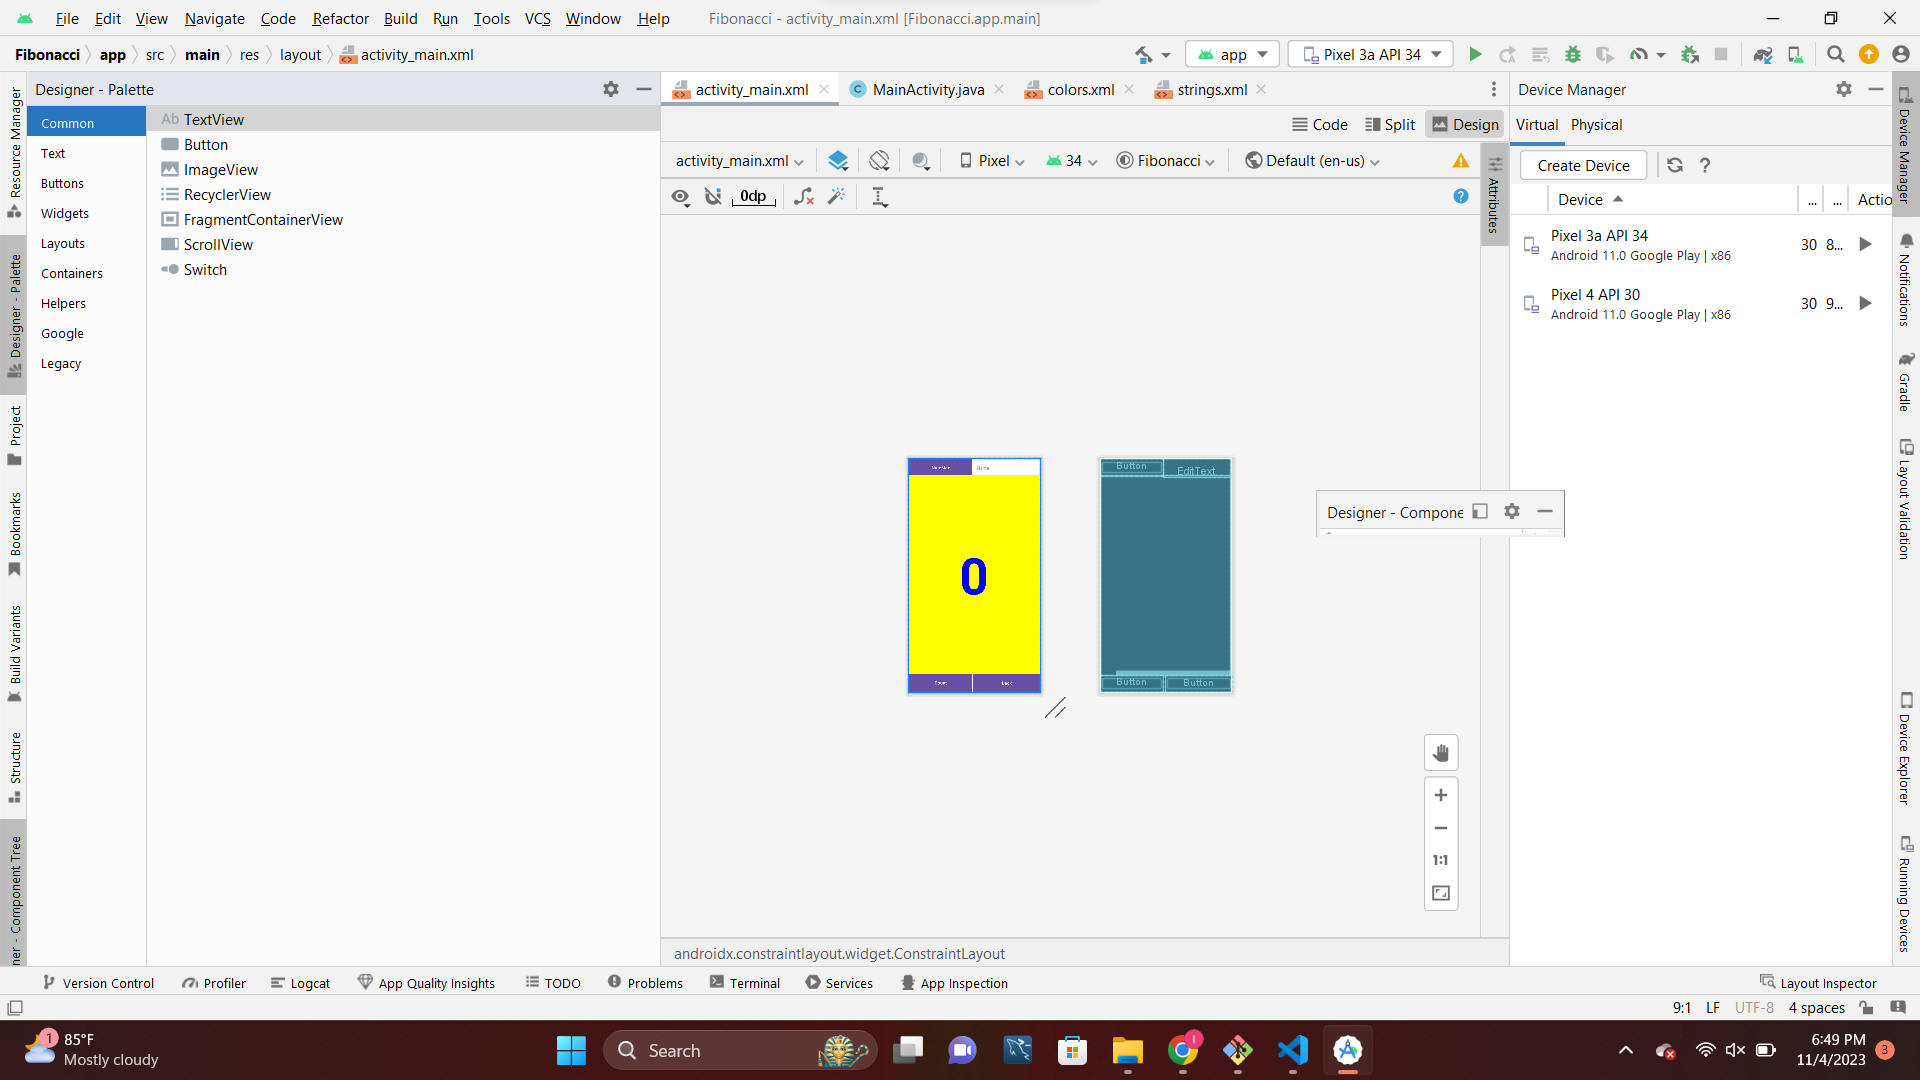 File Edit View Navigate Code Refactor Build Run Tools VCS Window Help Fibonacci - activity_main.xml [Fibonacci.app.main]
Fibonacci app src main res layout activity_main.xml app Pixel 3a API 34
Resource Manager
Designer - Palette
Project
Bookmarks
Build Variants
Structure
ner - Component Tree
Designer - Palette
Common
Text
Buttons
Widgets
Layouts
Containers
Helpers
Google
Legacy
Ab TextView
Button
ImageView
RecyclerView
FragmentContainerView
ScrollView
Switch
activity_main.xml MainActivity.java colors.xml strings.xml
Code Split Design
activity_main.xml Pixel 34 Fibonacci Default (en-us)
0dp
Attributes
Name
0
Count
Button EditText
Button Button
Designer - Compone
1:1
androidx.constraintlayout.widget.ConstraintLayout
Device Manager
Virtual Physical
Create Device ?
Device ... ... Actio
Pixel 3a API 34
Android 11.0 Google Play | x86
30 8...
Pixel 4 API 30
Android 11.0 Google Play | x86
30 9...
Device Manager
Notifications
Gradle
Layout Validation
Device Explorer
Running Devices
Version Control Profiler Logcat App Quality Insights TODO Problems Terminal Services App Inspection Layout Inspector
9:1 LF UTF-8 4 spaces
1
85°F
Mostly cloudy
Search
1
6:49 PM
11/4/2023
3